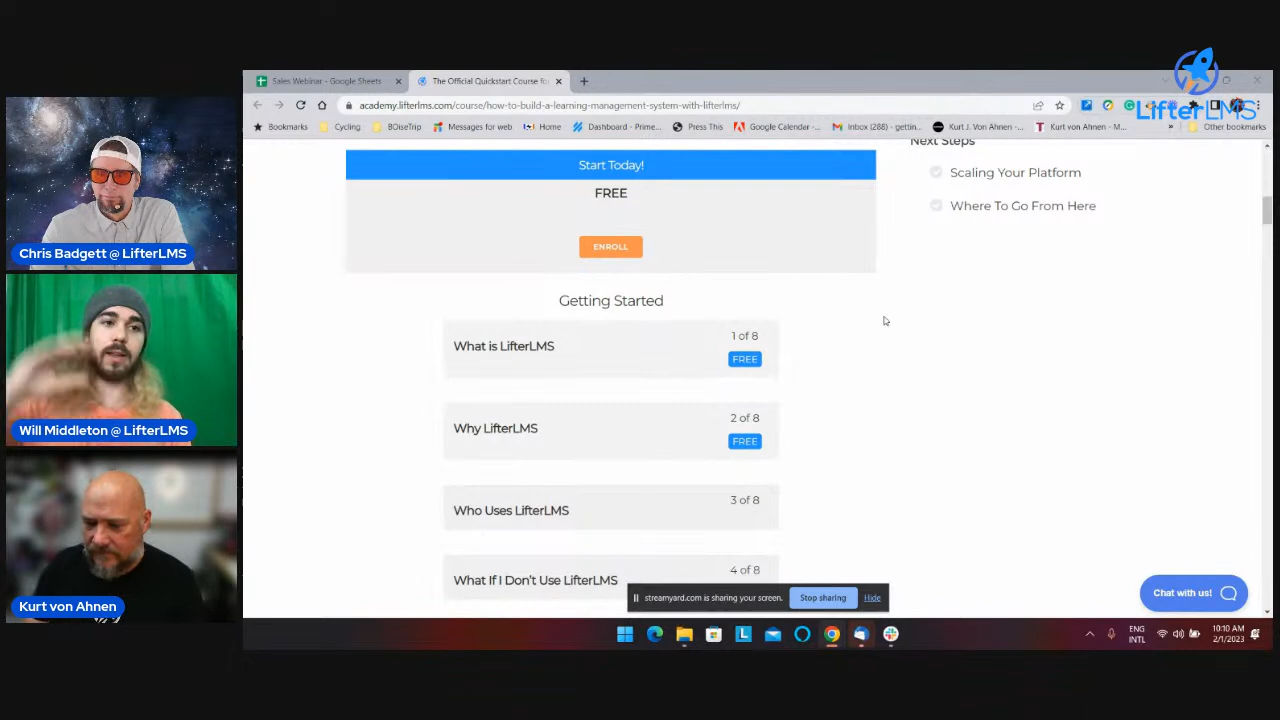 LifterLMS
Sales Webinar - Google Sheets
The Official Quickstart Course fo
academy.lifterlms.com/course/how-to-build-a-learning-management-system-with-lifterlms/
Bookmarks
Cycling
BOiseTrip
Messages for web
Home
Dashboard - Prime...
Press This
Google Calendar -...
Inbox (288) - gettin...
Kurt J. Von Ahnen -...
Kurt von Ahnen - M...
Other bookmarks
Next Steps
Scaling Your Platform
Where To Go From Here
Start Today!
FREE
ENROLL
Getting Started
What is LifterLMS
1 of 8
FREE
Why LifterLMS
2 of 8
FREE
Who Uses LifterLMS
3 of 8
What If I Don't Use LifterLMS
4 of 8
streamyard.com is sharing your screen.
Stop sharing
Hide
Chat with us!
ENG
INTL
10:10 AM
2/1/2023
Chris Badgett @ LifterLMS
Will Middleton @ LifterLMS
Kurt von Ahnen